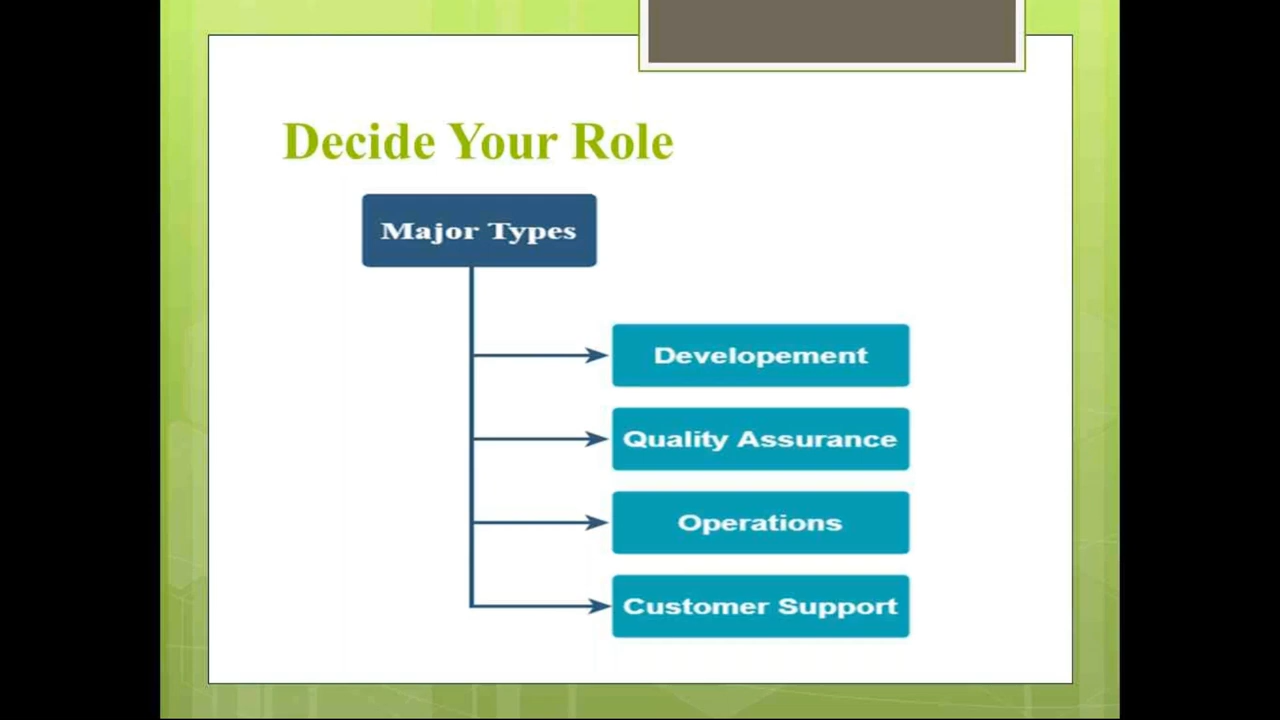 Decide Your Role
Major Types
Developement
Quality Assurance
Operations
Customer Support